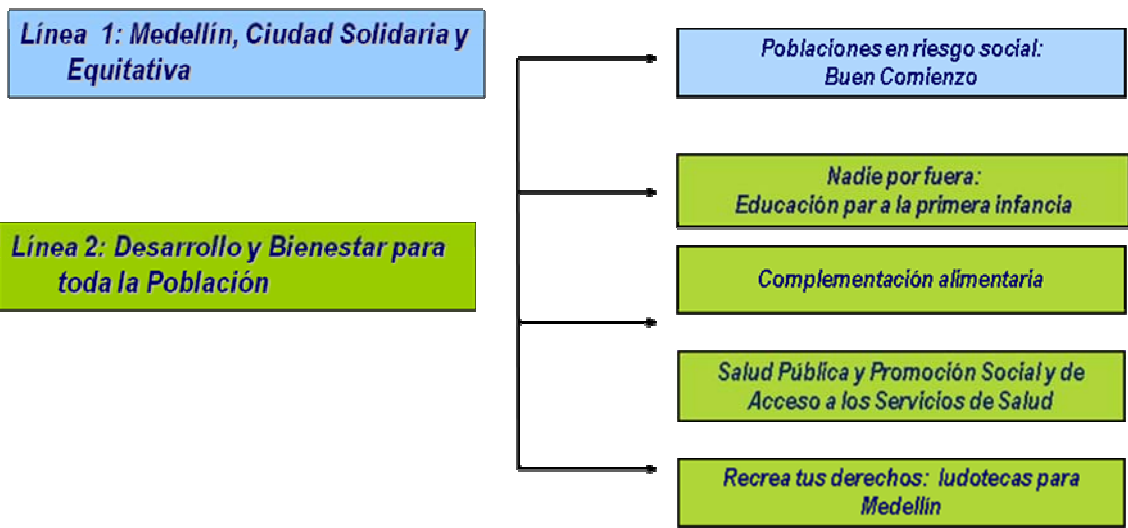 Línea 1: Medellín, Ciudad Solidaria y
Equitativa
Línea 2: Desarrollo y Bienestar para
toda la Población
Poblaciones en riesgo social:
Buen Comienzo
Nadie por fuera:
Educación par a la primera infancia
Complementación alimentaria
Salud Pública y Promoción Social y de
Acceso a los Servicios de Salud
Recrea tus derechos: ludotecas para
Medellín